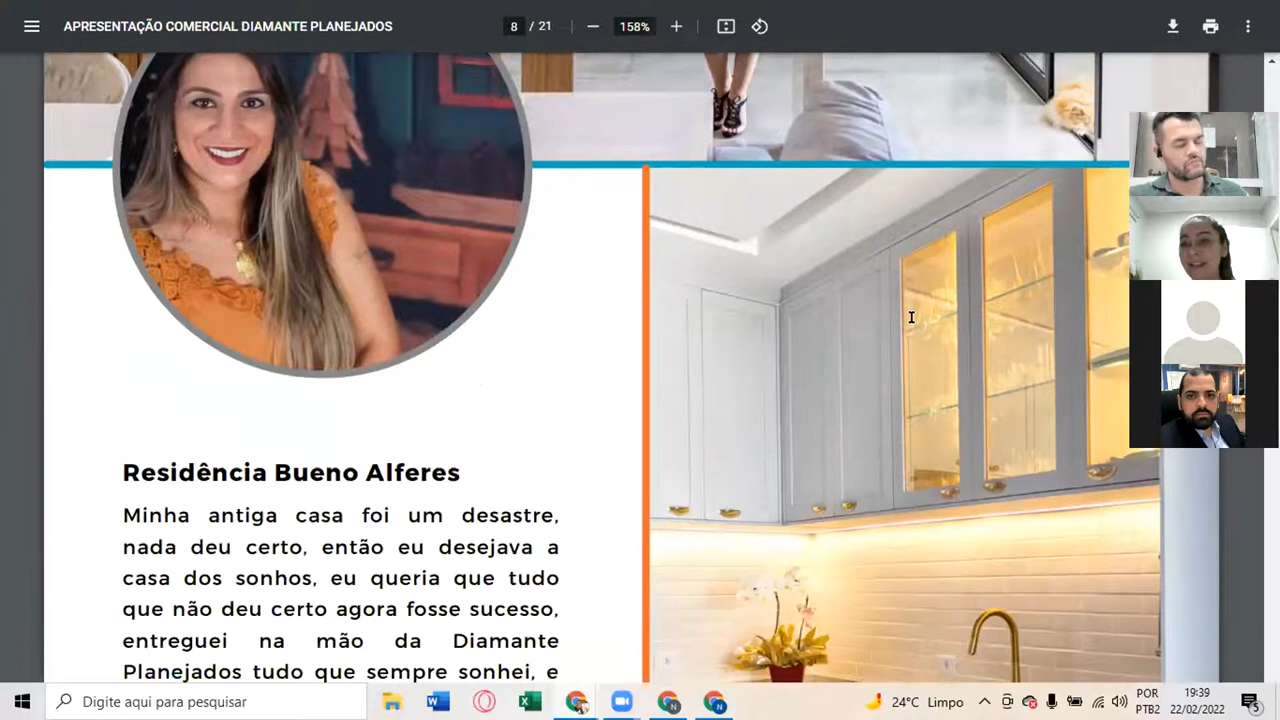 APRESENTAÇÃO COMERCIAL DIAMANTE PLANEJADOS
8 / 21
158%
Residência Bueno Alferes
Minha antiga casa foi um desastre,
nada deu certo, então eu desejava a
casa dos sonhos, eu queria que tudo
que não deu certo agora fosse sucesso,
entreguei na mão da Diamante
Planejados tudo que sempre sonhei, e
Digite aqui para pesquisar
24°C Limpo
POR
PTB2
19:39
22/02/2022
5